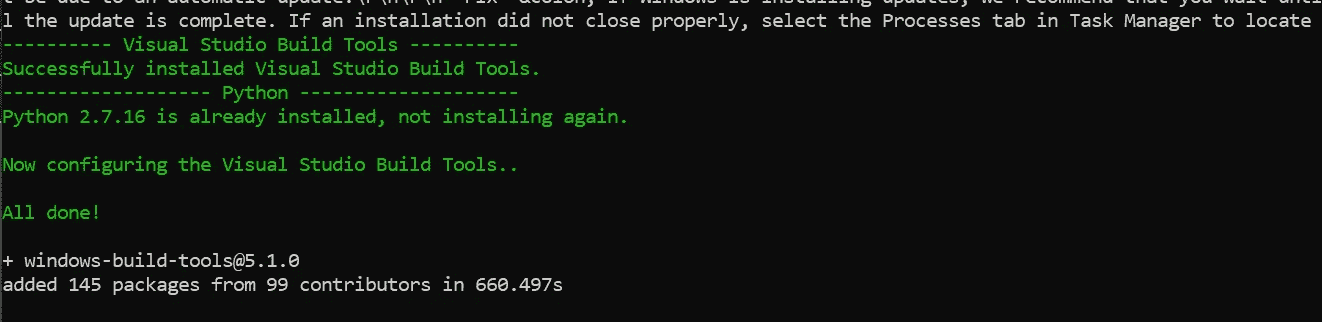 l the update is complete. If an installation did not close properly, select the Processes tab in Task Manager to locate
---------- Visual Studio Build Tools ----------
Successfully installed Visual Studio Build Tools.
------------------- Python --------------------
Python 2.7.16 is already installed, not installing again.
Now configuring the Visual Studio Build Tools..
All done!
+ windows-build-tools@5.1.0
added 145 packages from 99 contributors in 660.497s